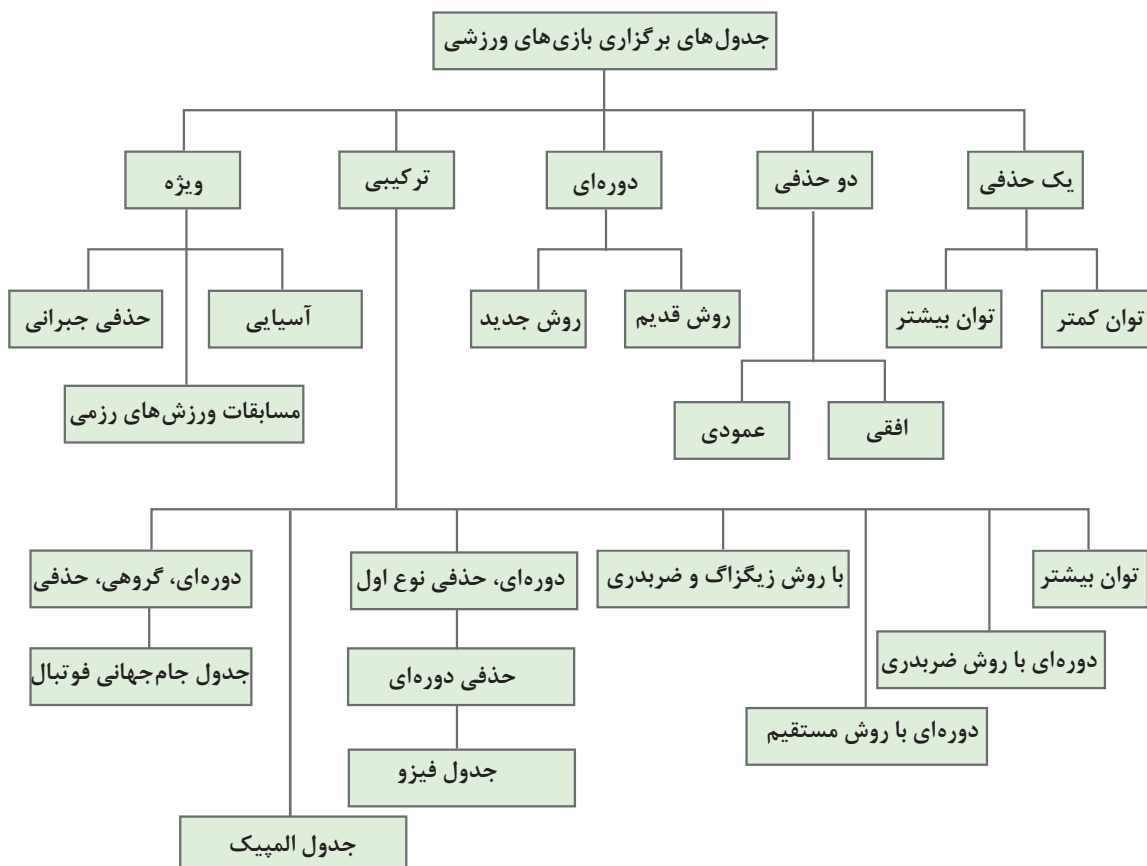 جدول‌های برگزاری بازی‌های ورزشی
یک حذفی
دو حذفی
دوره‌ای
ترکیبی
ویژه
توان کمتر
توان بیشتر
روش قدیم
روش جدید
آسیایی
حذفی جبرانی
افقی
عمودی
مسابقات ورزش‌های رزمی
توان بیشتر
با روش زیگزاگ و ضربدری
دوره‌ای، حذفی نوع اول
دوره‌ای، گروهی، حذفی
دوره‌ای با روش ضربدری
حذفی دوره‌ای
جدول جام‌جهانی فوتبال
دوره‌ای با روش مستقیم
جدول فیزو
جدول المپیک